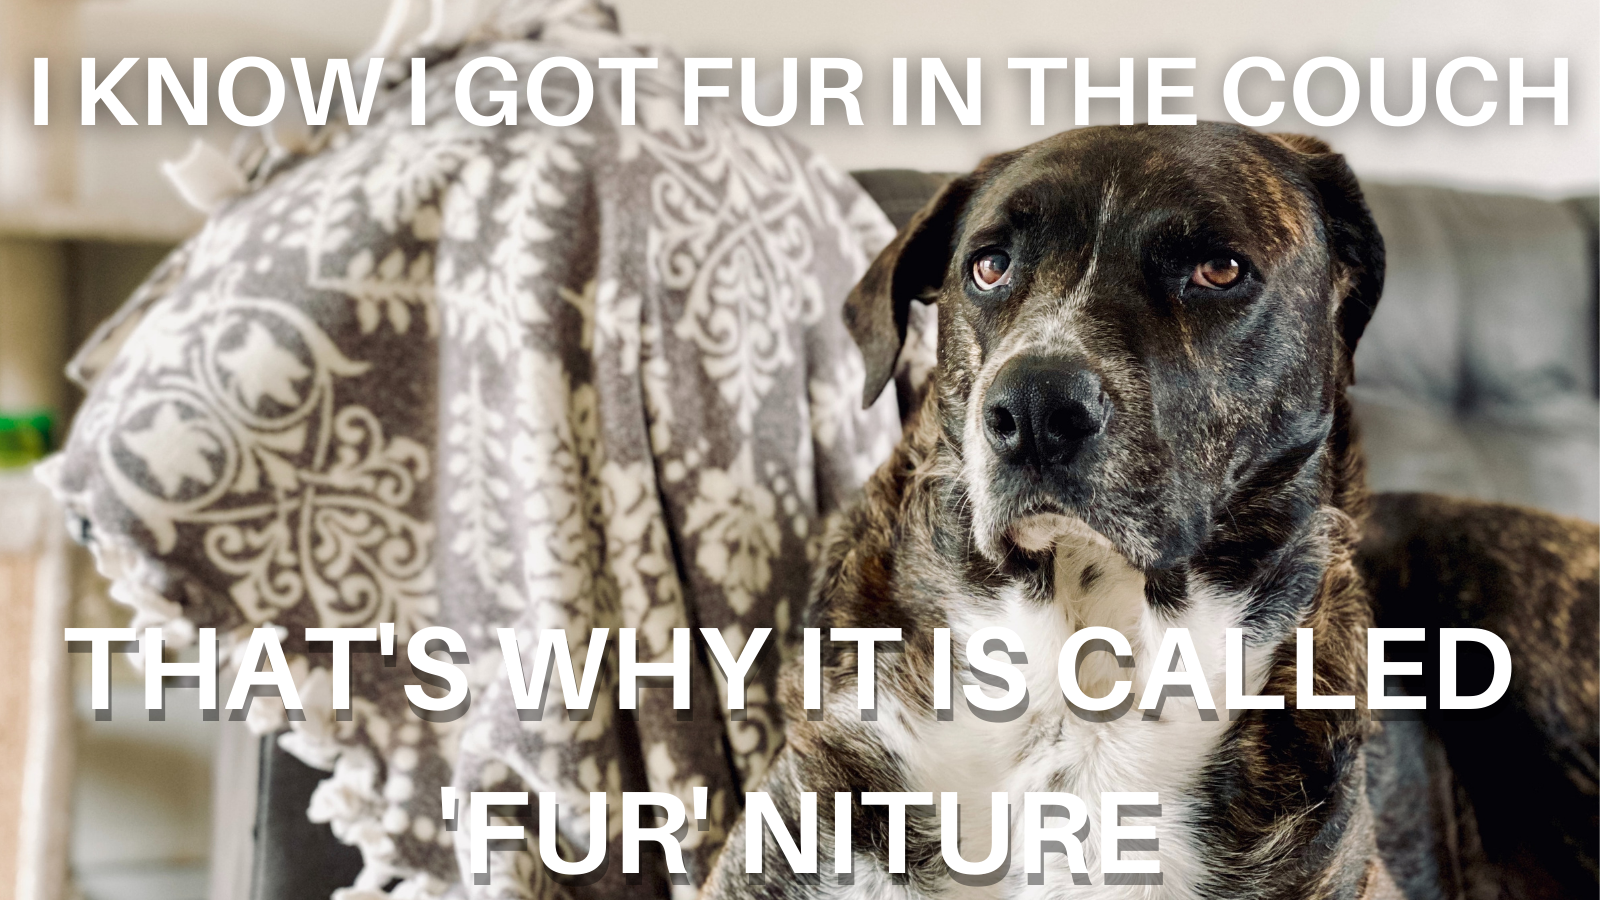 I KNOW I GOT FUR IN THE COUCH
THAT'S WHY IT IS CALLED
'FUR' NITURE